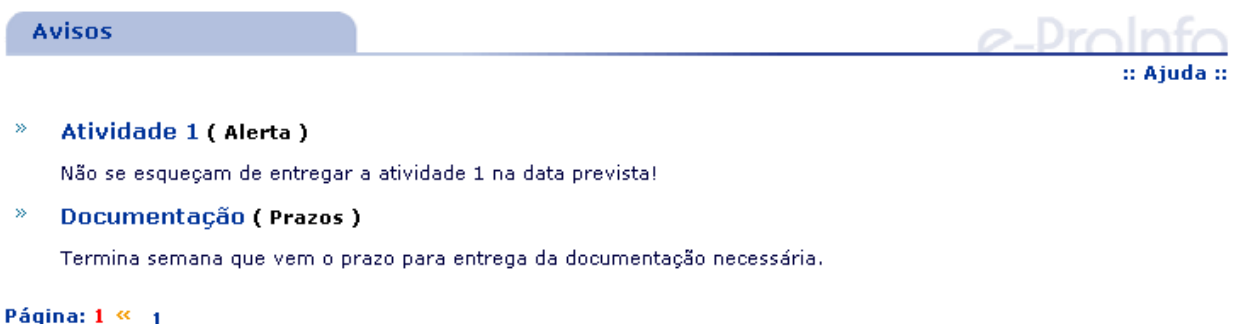 Avisos
e-ProInfo
:: Ajuda ::
» Atividade 1 ( Alerta )
Não se esqueçam de entregar a atividade 1 na data prevista!
» Documentação ( Prazos )
Termina semana que vem o prazo para entrega da documentação necessária.
Página: 1 « 1